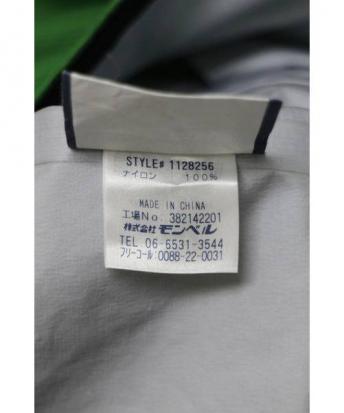 STYLE# 1128256
ナイロン 100%
MADE IN CHINA
工場No: 382142201
株式会社 モンベル
TEL. 06-6531-3544
フリーコール: 0088-22-0031